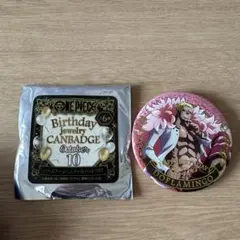 ONE PIECE
Birthday
jewelry
CANBADGE
October
10
DOFLAMINGO